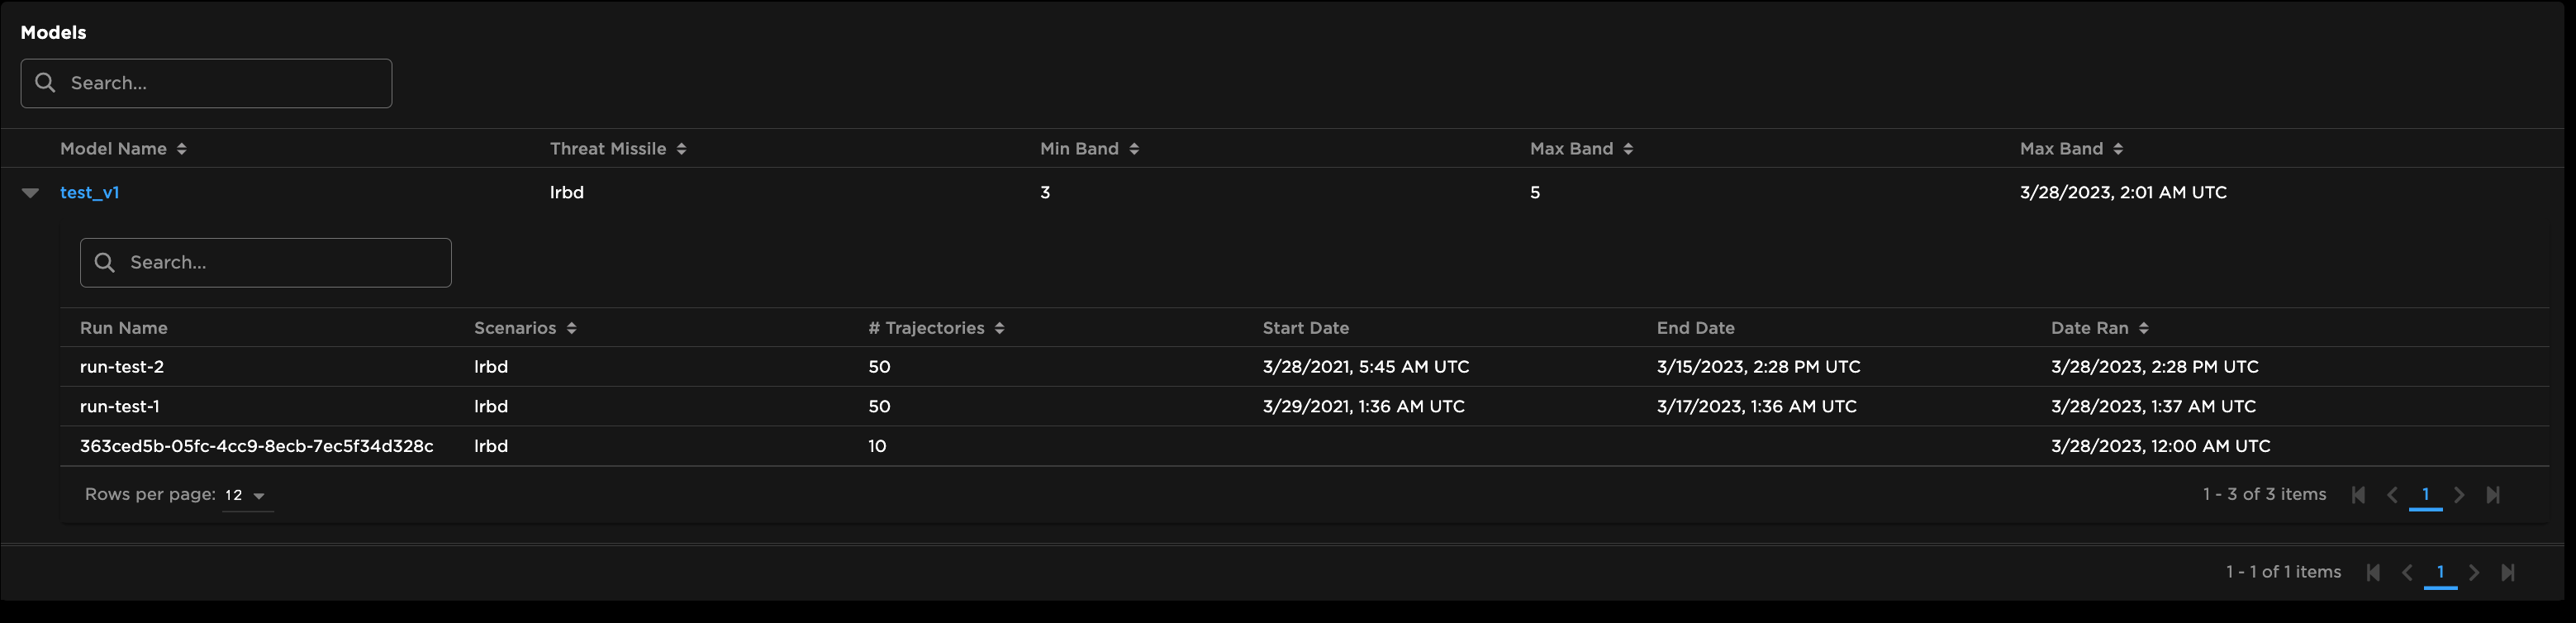 Models
Search...
Model Name Threat Missile Min Band Max Band Max Band
test_v1 lrbd 3 5 3/28/2023, 2:01 AM UTC
Search...
Run Name Scenarios # Trajectories Start Date End Date Date Ran
run-test-2 lrbd 50 3/28/2021, 5:45 AM UTC 3/15/2023, 2:28 PM UTC 3/28/2023, 2:28 PM UTC
run-test-1 lrbd 50 3/29/2021, 1:36 AM UTC 3/17/2023, 1:36 AM UTC 3/28/2023, 1:37 AM UTC
363ced5b-05fc-4cc9-8ecb-7ec5f34d328c lrbd 10 3/28/2023, 12:00 AM UTC
Rows per page: 12 1 - 3 of 3 items 1
1 - 1 of 1 items 1